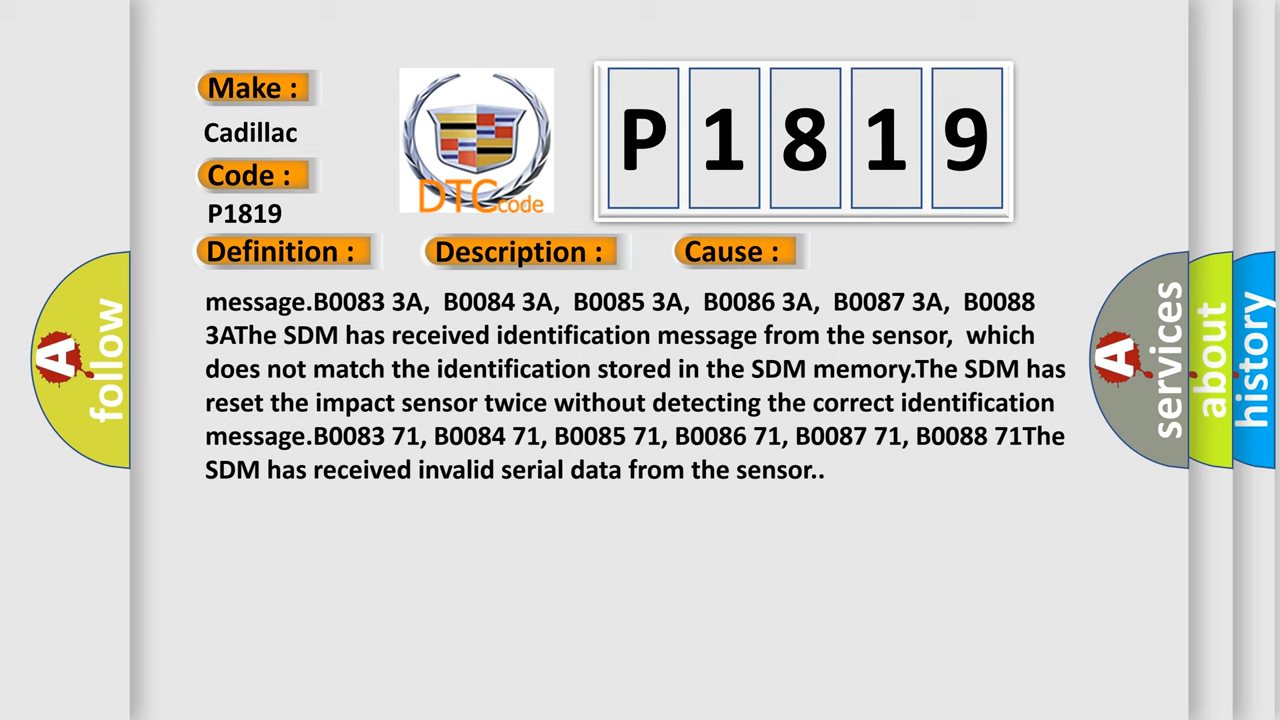 Make :
Cadillac
Code :
P1819
DTC code
P 1 8 1 9
Definition :
Description :
Cause :
message.B0083 3A, B0084 3A, B0085 3A, B0086 3A, B0087 3A, B0088
3AThe SDM has received identification message from the sensor, which
does not match the identification stored in the SDM memory.The SDM has
reset the impact sensor twice without detecting the correct identification
message.B0083 71, B0084 71, B0085 71, B0086 71, B0087 71, B0088 71The
SDM has received invalid serial data from the sensor..
A follow
A services
about
history